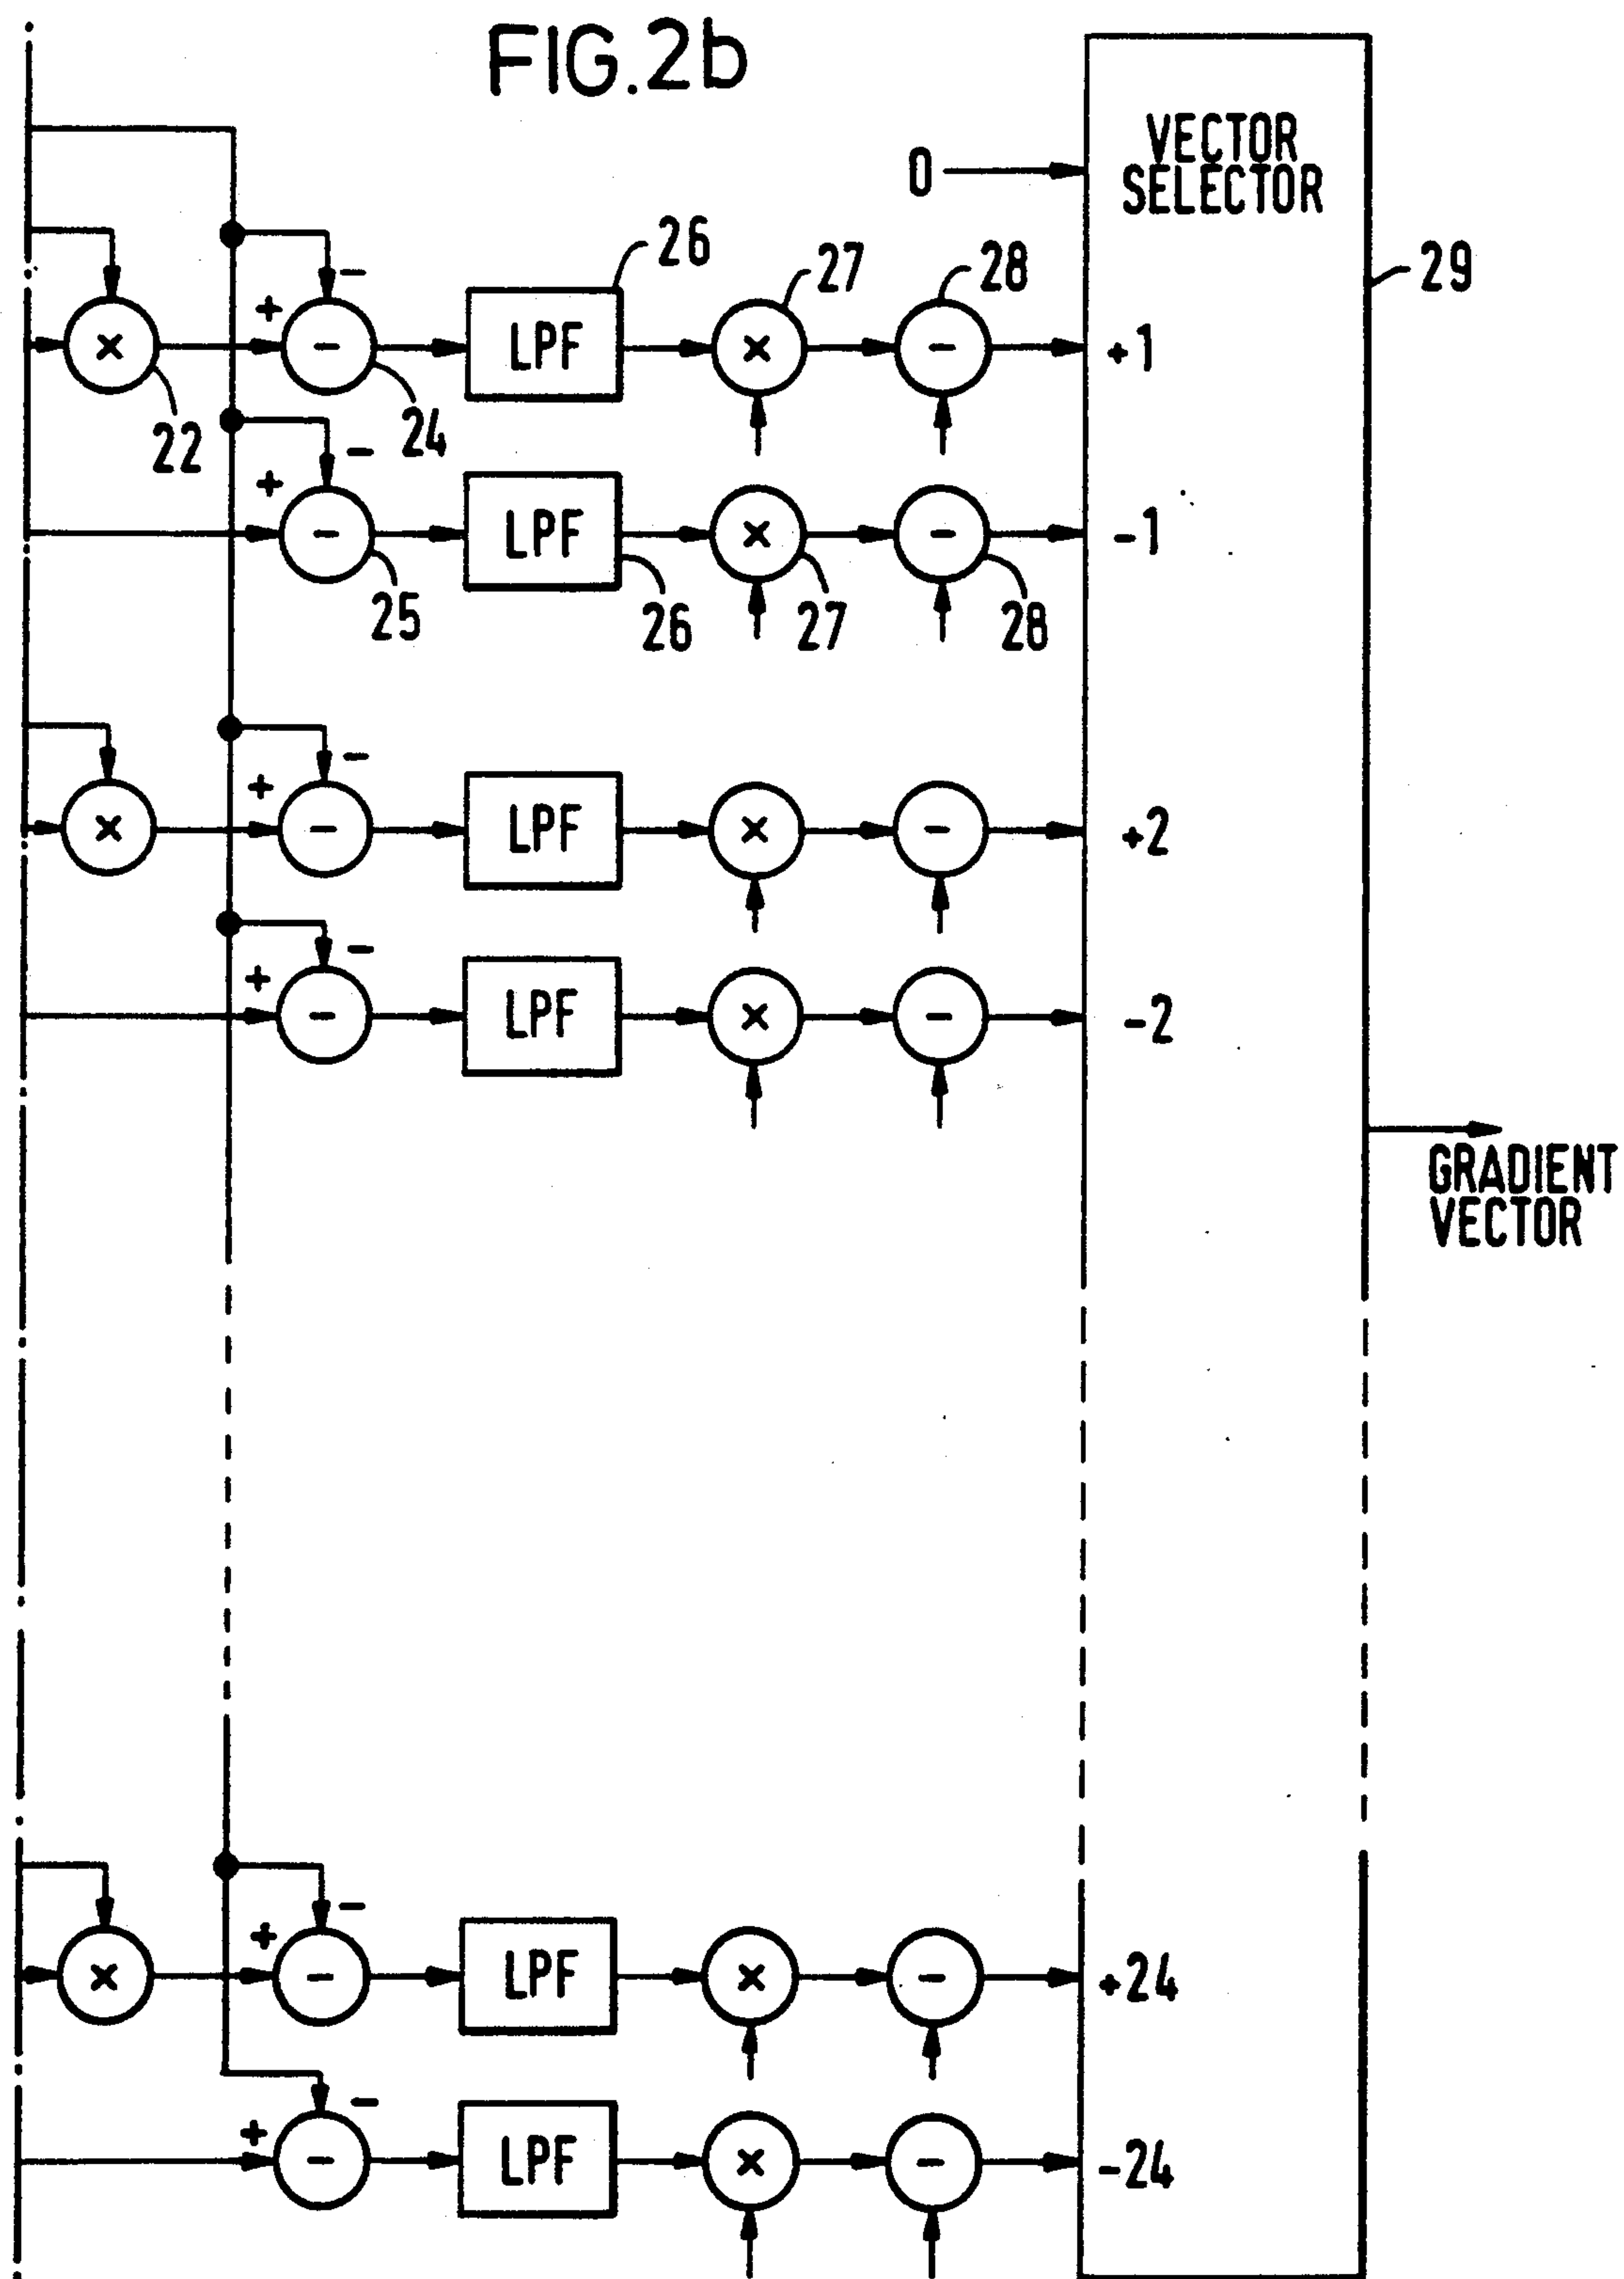 FIG.2b
VECTOR
SELECTOR
0
26
27
28
29
- + × - LPF × - +1
22
24
- + - LPF × - -1
25
26
27
28
- + × - LPF × - +2
- + - LPF × - -2
GRADIENT
VECTOR
- + × - LPF × - +24
- + - LPF × - -24